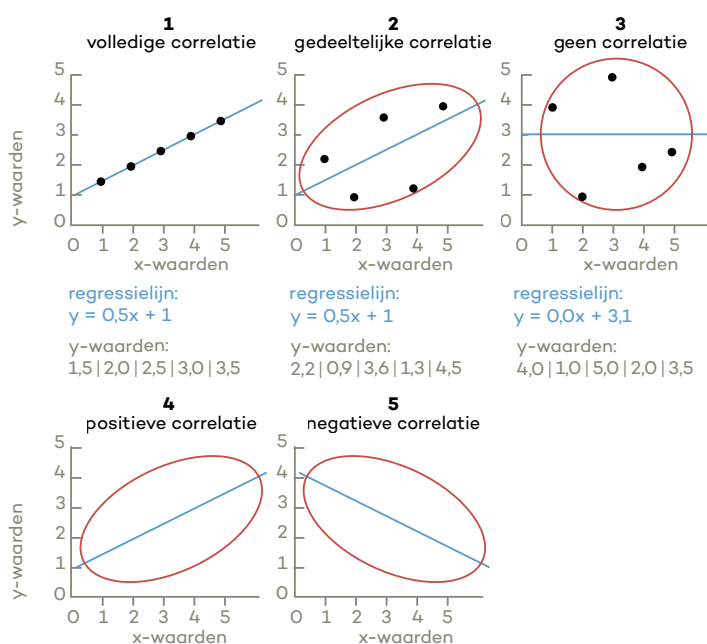 1
volledige correlatie
5
4
3
2
1
0
y-waarden
0 1 2 3 4 5
x-waarden
regressielijn:
y = 0,5x + 1
y-waarden:
1,5 | 2,0 | 2,5 | 3,0 | 3,5
2
gedeeltelijke correlatie
5
4
3
2
1
0
0 1 2 3 4 5
x-waarden
regressielijn:
y = 0,5x + 1
y-waarden:
2,2 | 0,9 | 3,6 | 1,3 | 4,5
3
geen correlatie
5
4
3
2
1
0
0 1 2 3 4 5
x-waarden
regressielijn:
y = 0,0x + 3,1
y-waarden:
4,0 | 1,0 | 5,0 | 2,0 | 3,5
4
positieve correlatie
5
4
3
2
1
0
y-waarden
0 1 2 3 4 5
x-waarden
5
negatieve correlatie
5
4
3
2
1
0
0 1 2 3 4 5
x-waarden